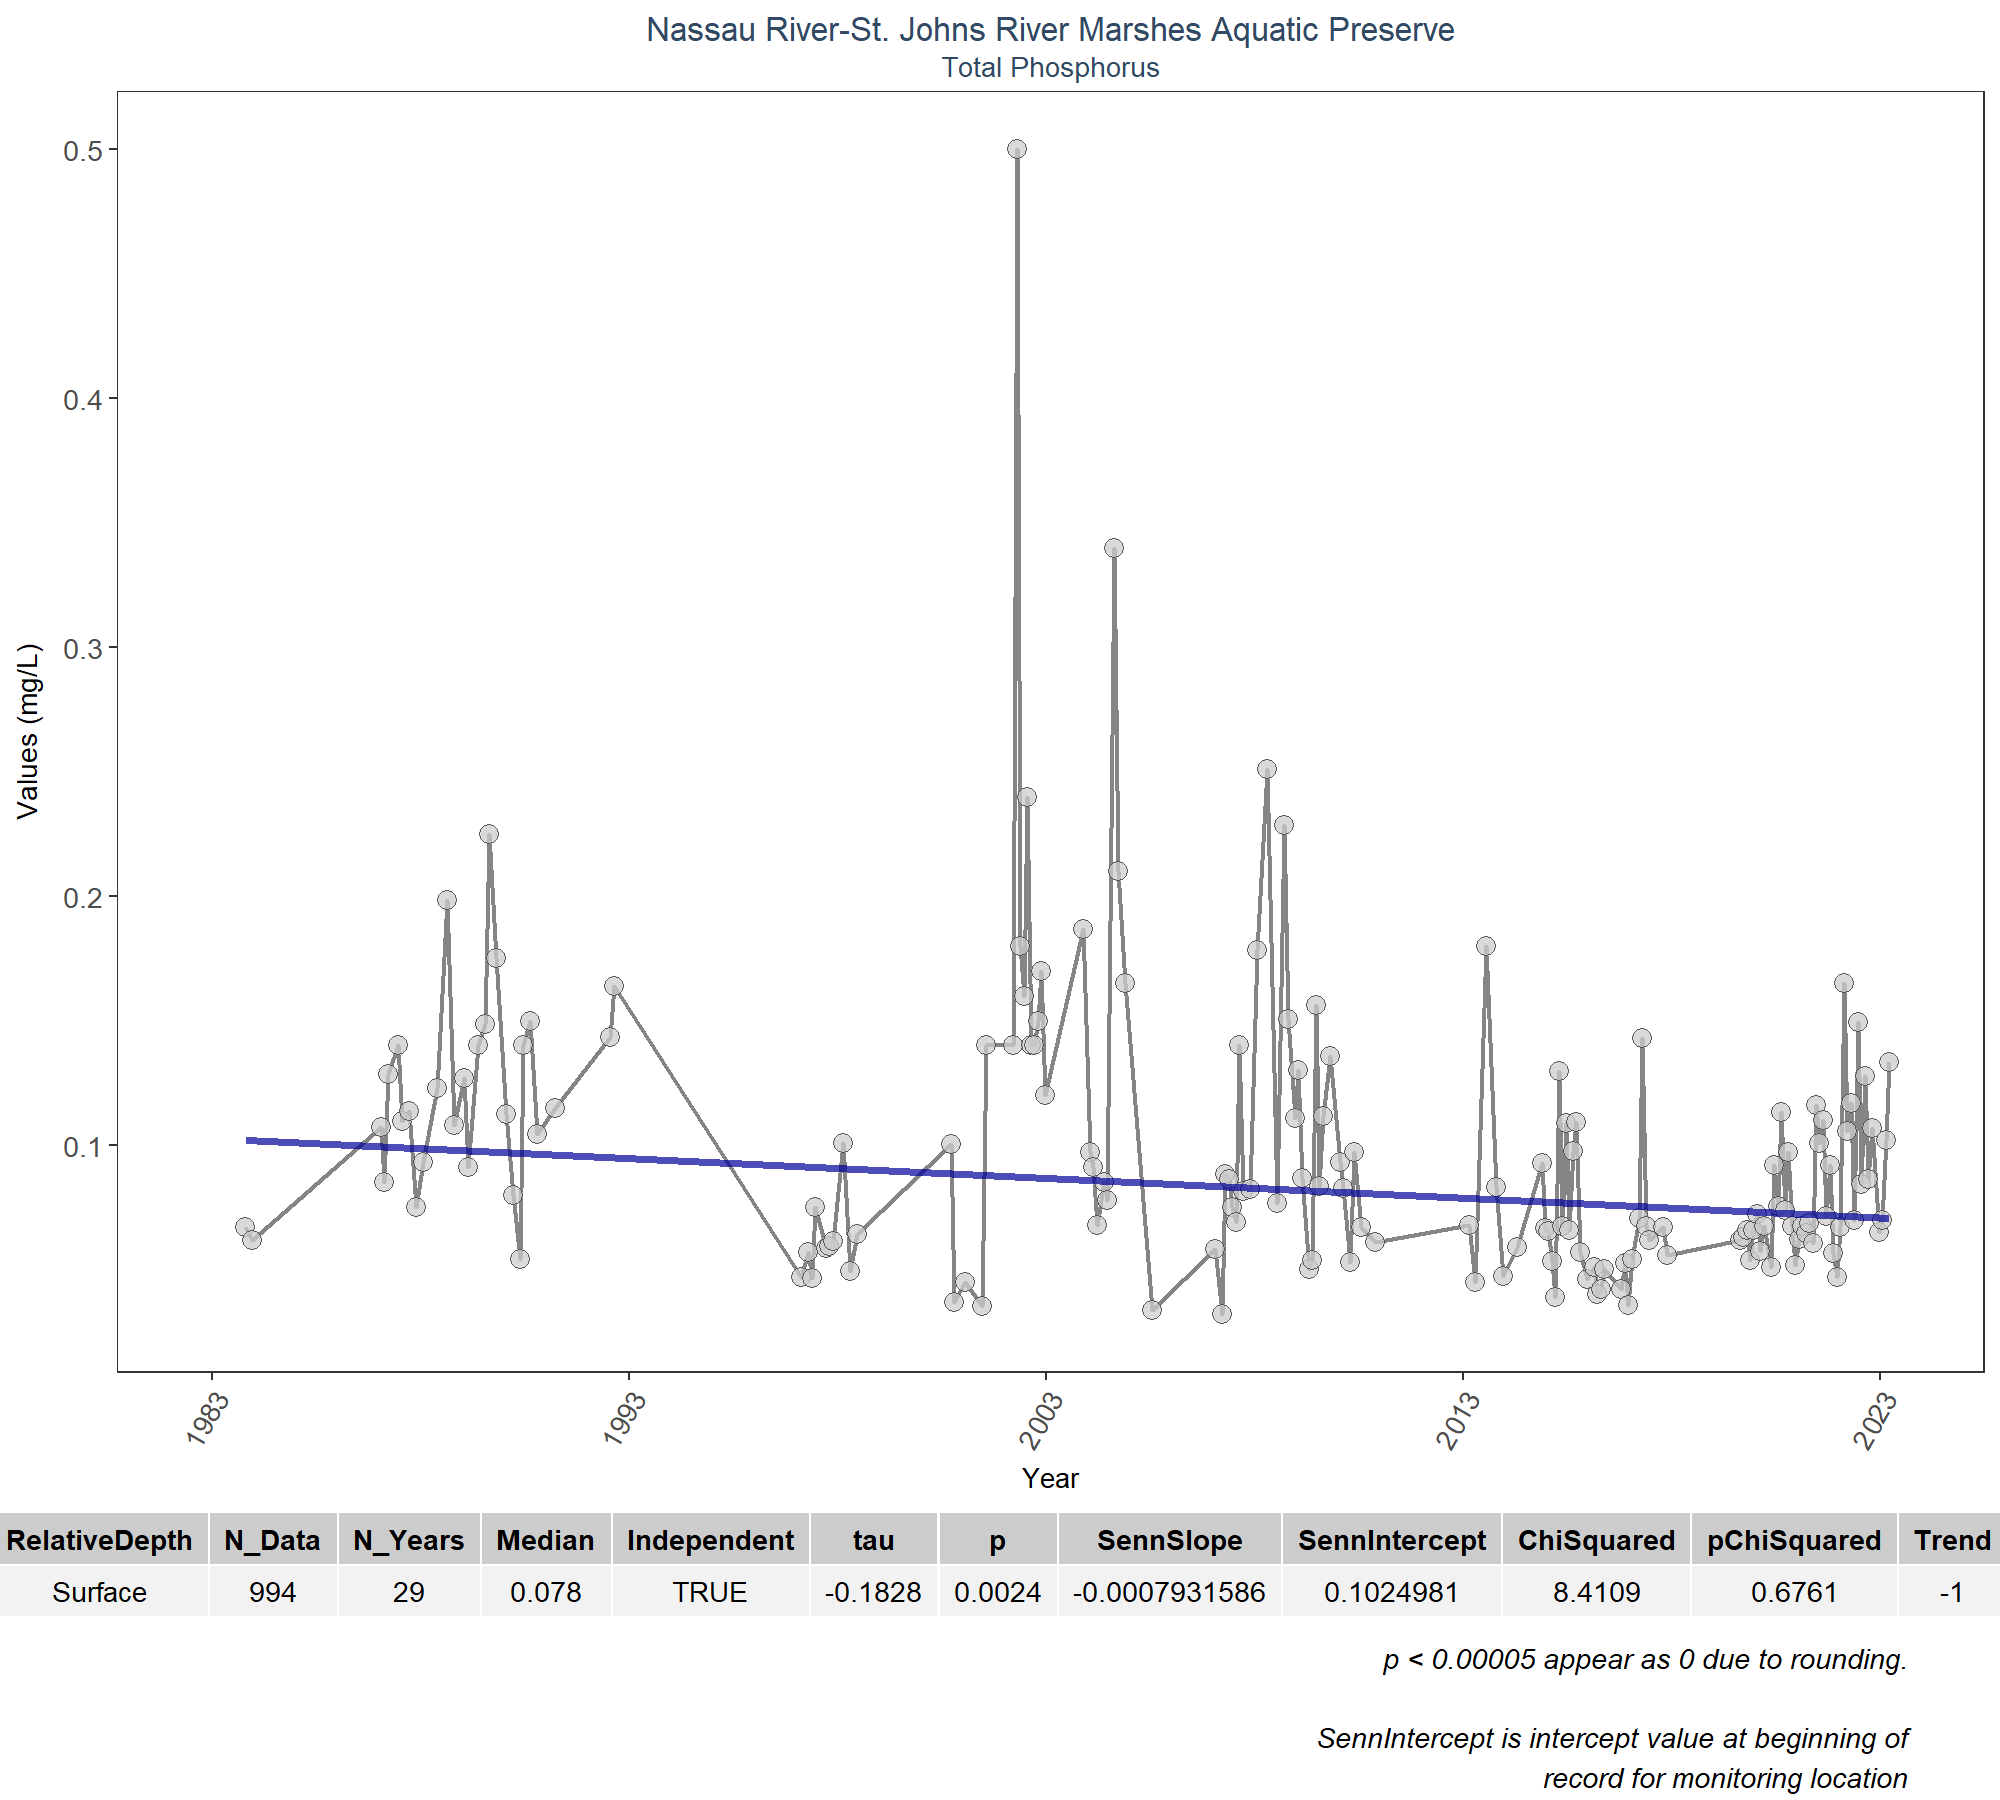 Nassau River-St. Johns River Marshes Aquatic Preserve
Total Phosphorus
Values (mg/L)
0.5
0.4
0.3
0.2
0.1
1983 1993 2003 2013 2023
Year
RelativeDepth N_Data N_Years Median Independent tau p SennSlope SennIntercept ChiSquared pChiSquared Trend
Surface 994 29 0.078 TRUE -0.1828 0.0024 -0.0007931586 0.1024981 8.4109 0.6761 -1
p < 0.00005 appear as 0 due to rounding.
SennIntercept is intercept value at beginning of
record for monitoring location